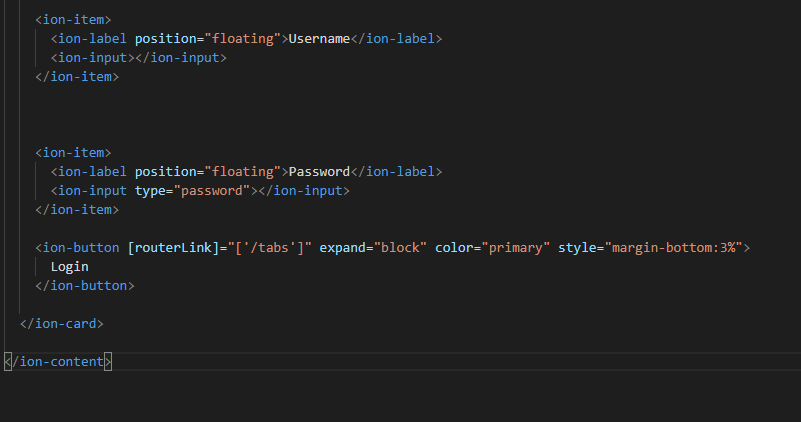 <ion-item>
<ion-label position="floating">Username</ion-label>
<ion-input></ion-input>
</ion-item>
<ion-item>
<ion-label position="floating">Password</ion-label>
<ion-input type="password"></ion-input>
</ion-item>
<ion-button [routerLink]="['/tabs']" expand="block" color="primary" style="margin-bottom:3%">
Login
</ion-button>
</ion-card>
</ion-content>